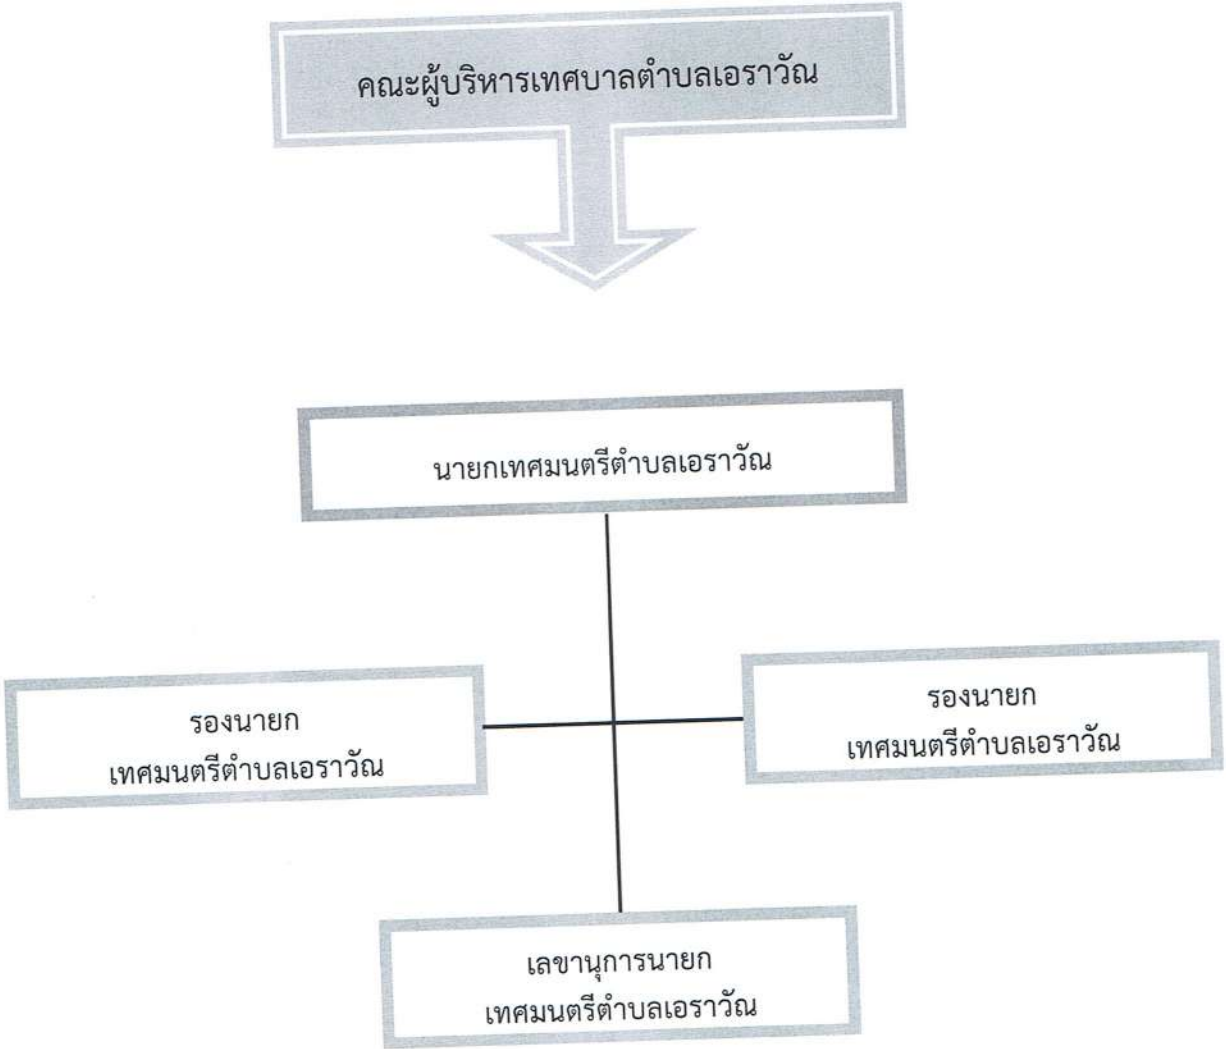 คณะผู้บริหารเทศบาลตำบลเอราวัณ
นายกเทศมนตรีตำบลเอราวัณ
รองนายก
เทศมนตรีตำบลเอราวัณ
รองนายก
เทศมนตรีตำบลเอราวัณ
เลขานุการนายก
เทศมนตรีตำบลเอราวัณ